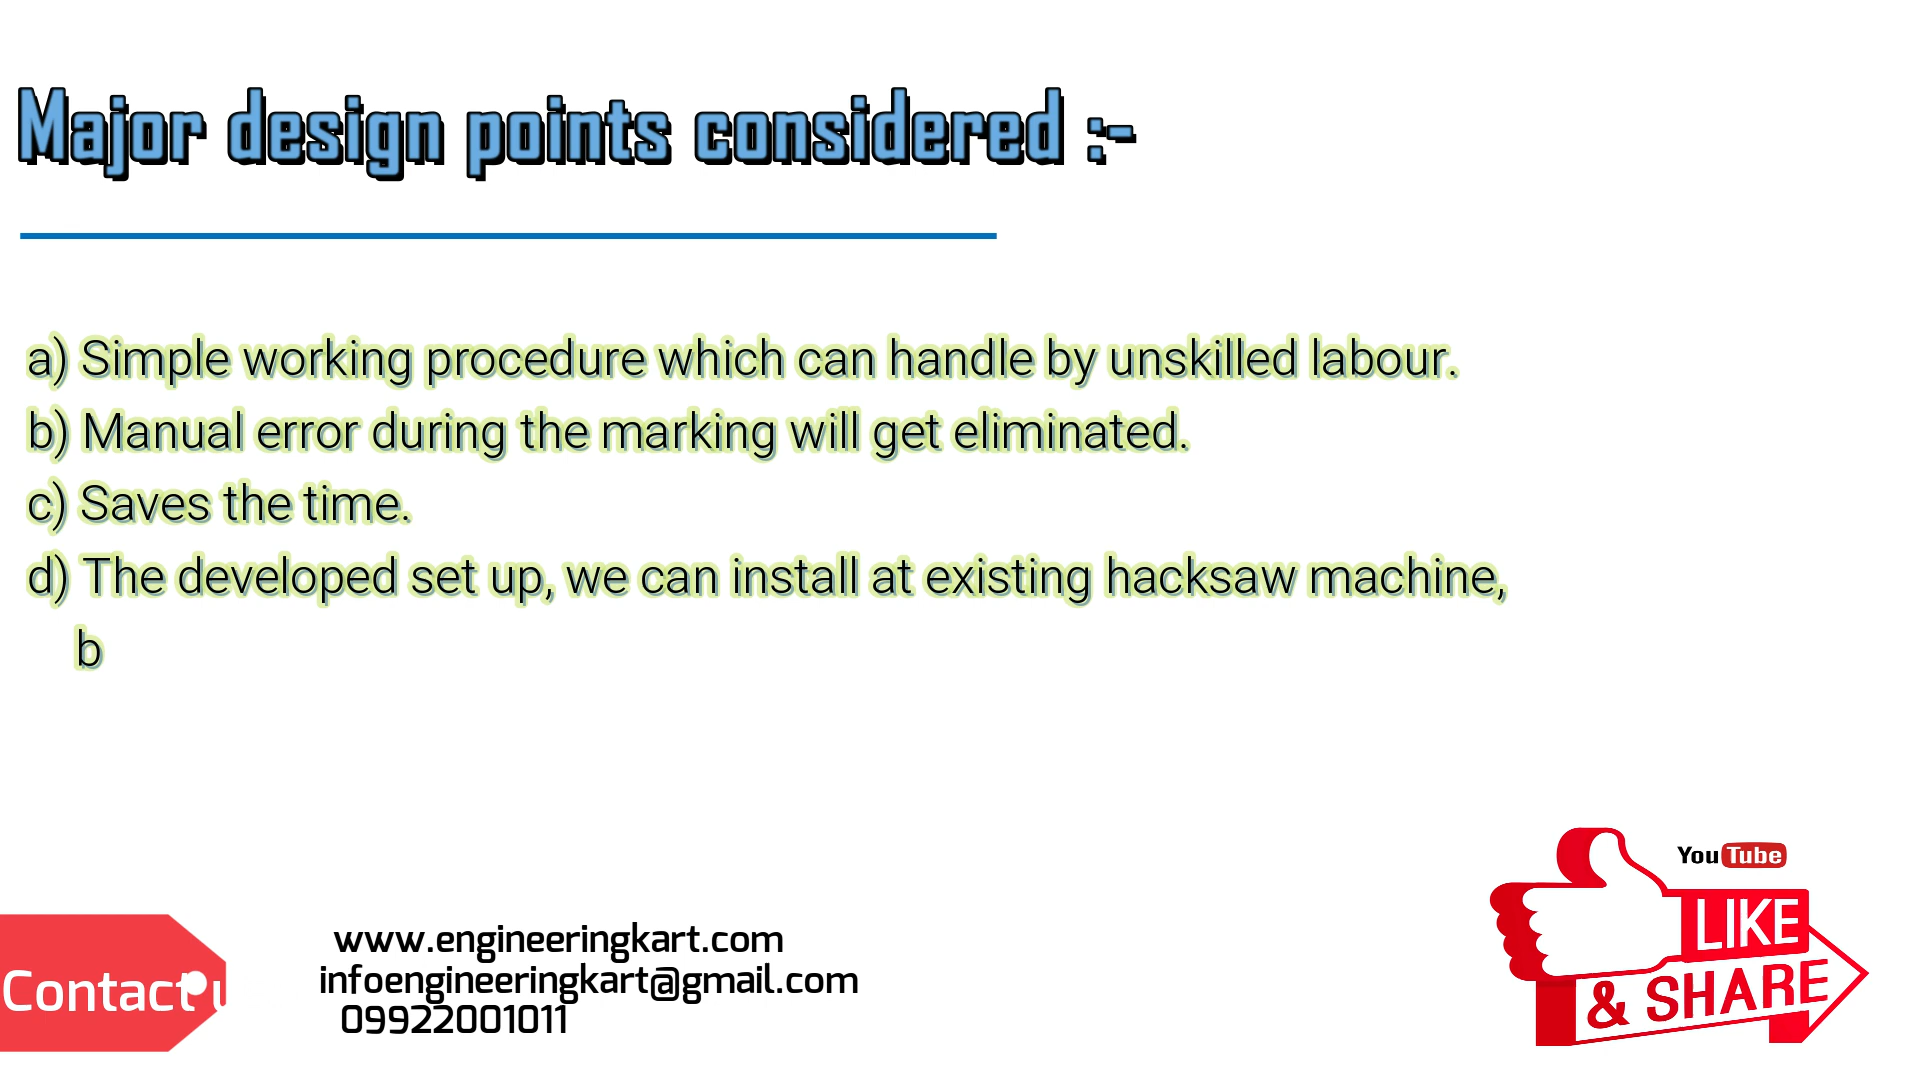 Major design points considered :-
a) Simple working procedure which can handle by unskilled labour.
b) Manual error during the marking will get eliminated.
c) Saves the time.
d) The developed set up, we can install at existing hacksaw machine,
b
www.engineeringkart.com
infoengineeringkart@gmail.com
09922001011
Contact u
YouTube
LIKE
& SHARE